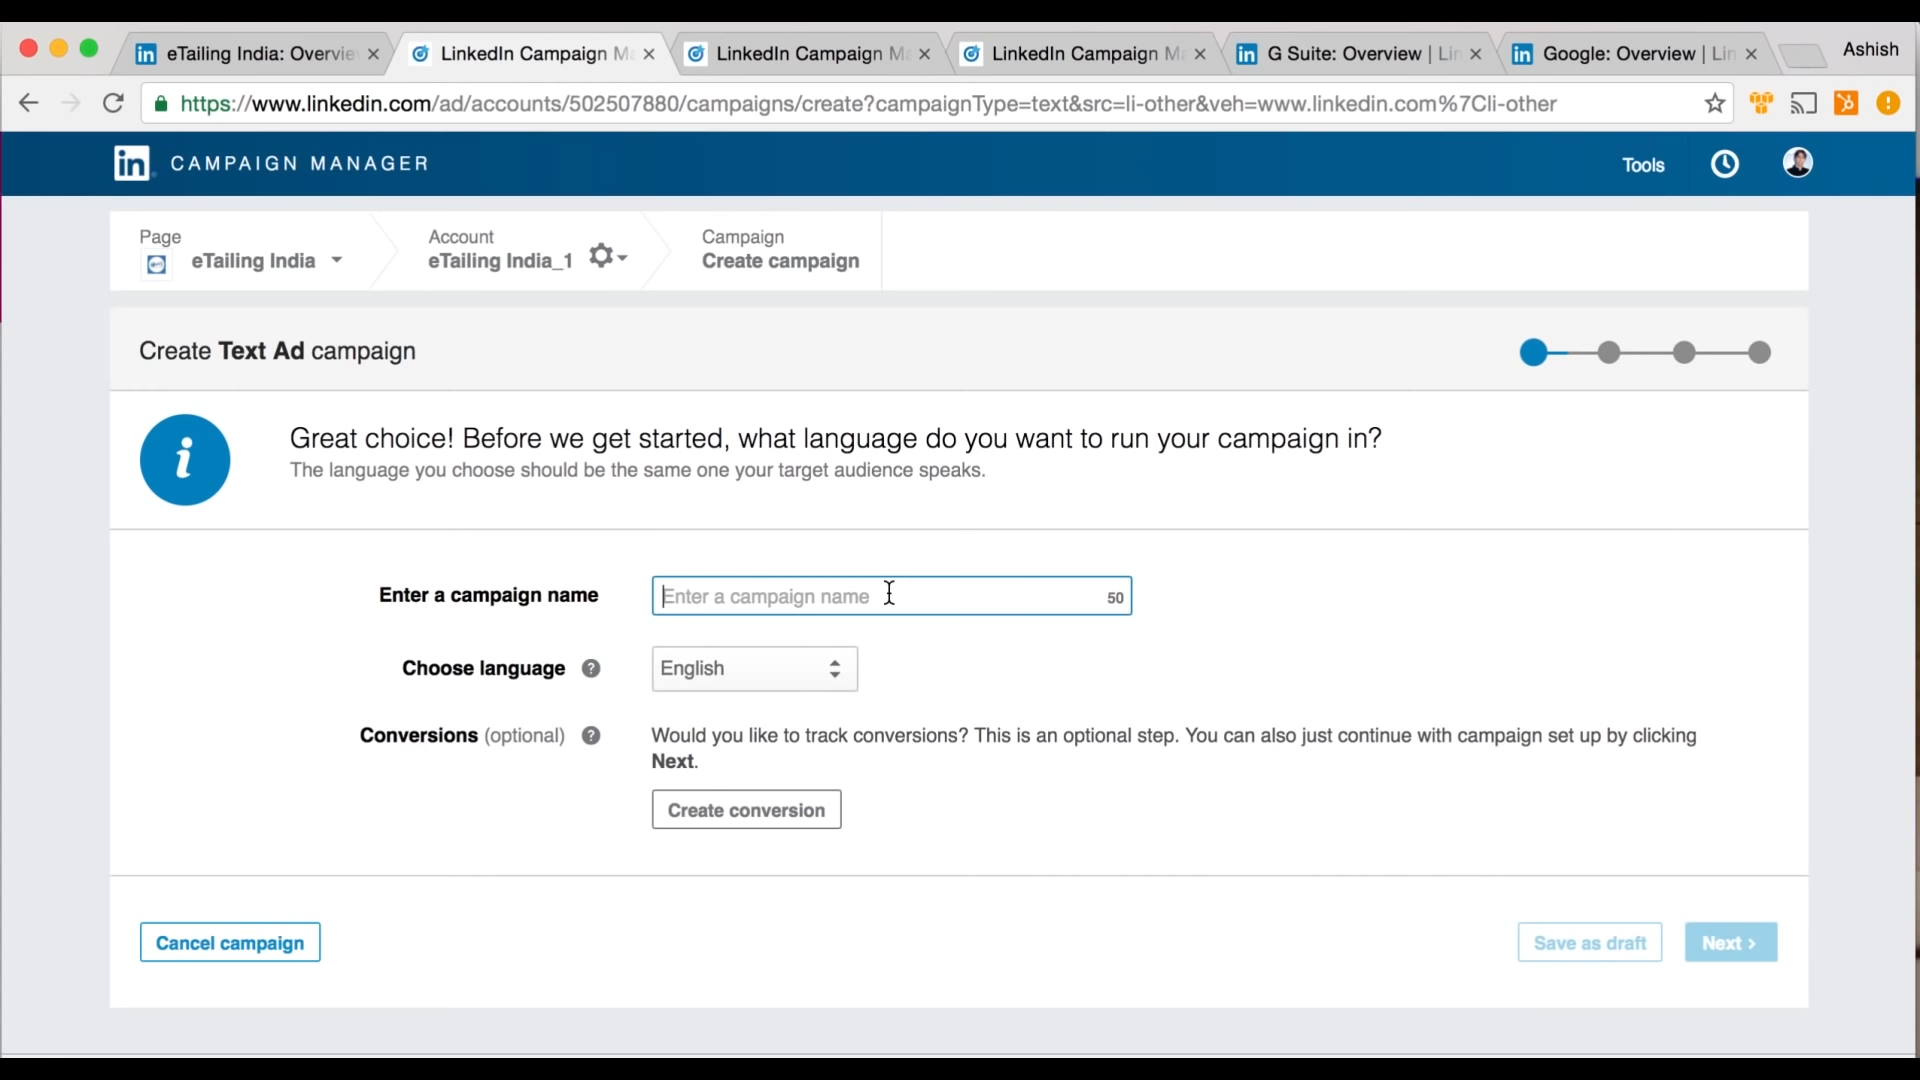 eTailing India: Overvie
LinkedIn Campaign Ma
LinkedIn Campaign Ma
LinkedIn Campaign Ma
G Suite: Overview | Lin
Google: Overview | Lin
Ashish
https://www.linkedin.com/ad/accounts/502507880/campaigns/create?campaignType=text&src=li-other&veh=www.linkedin.com%7Cli-other
in CAMPAIGN MANAGER
Tools
Page
eTailing India
Account
eTailing India_1
Campaign
Create campaign
Create Text Ad campaign
Great choice! Before we get started, what language do you want to run your campaign in?
The language you choose should be the same one your target audience speaks.
Enter a campaign name
Enter a campaign name
50
Choose language ?
English
Conversions (optional) ?
Would you like to track conversions? This is an optional step. You can also just continue with campaign set up by clicking
Next.
Create conversion
Cancel campaign
Save as draft
Next >